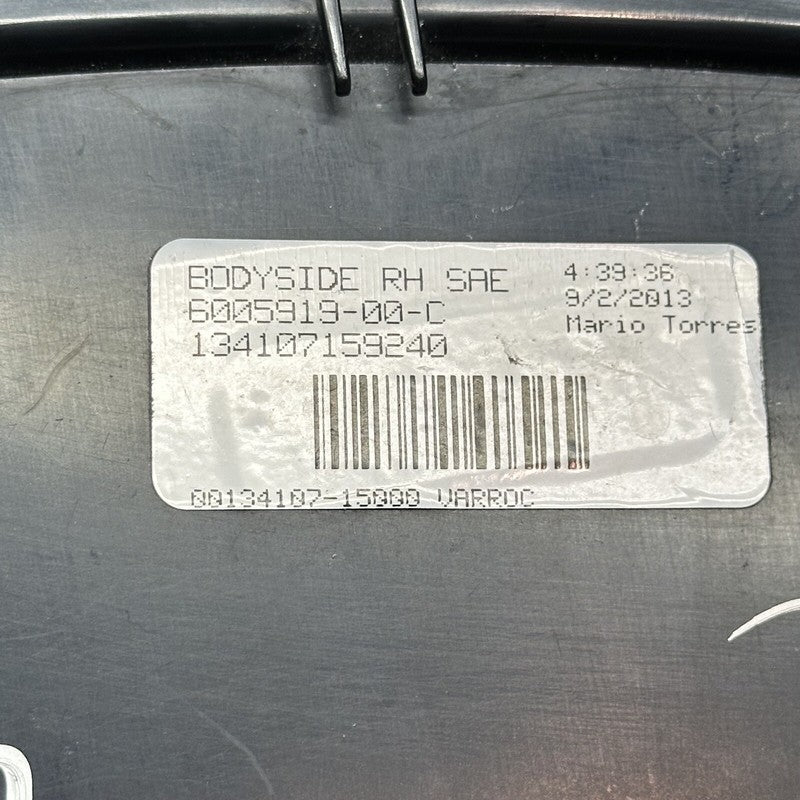 BODYSIDE RH SAE
6005919-00-C
134107159240
4:39:36
9/2/2013
Mario Torres
00134107-15000 VARROC